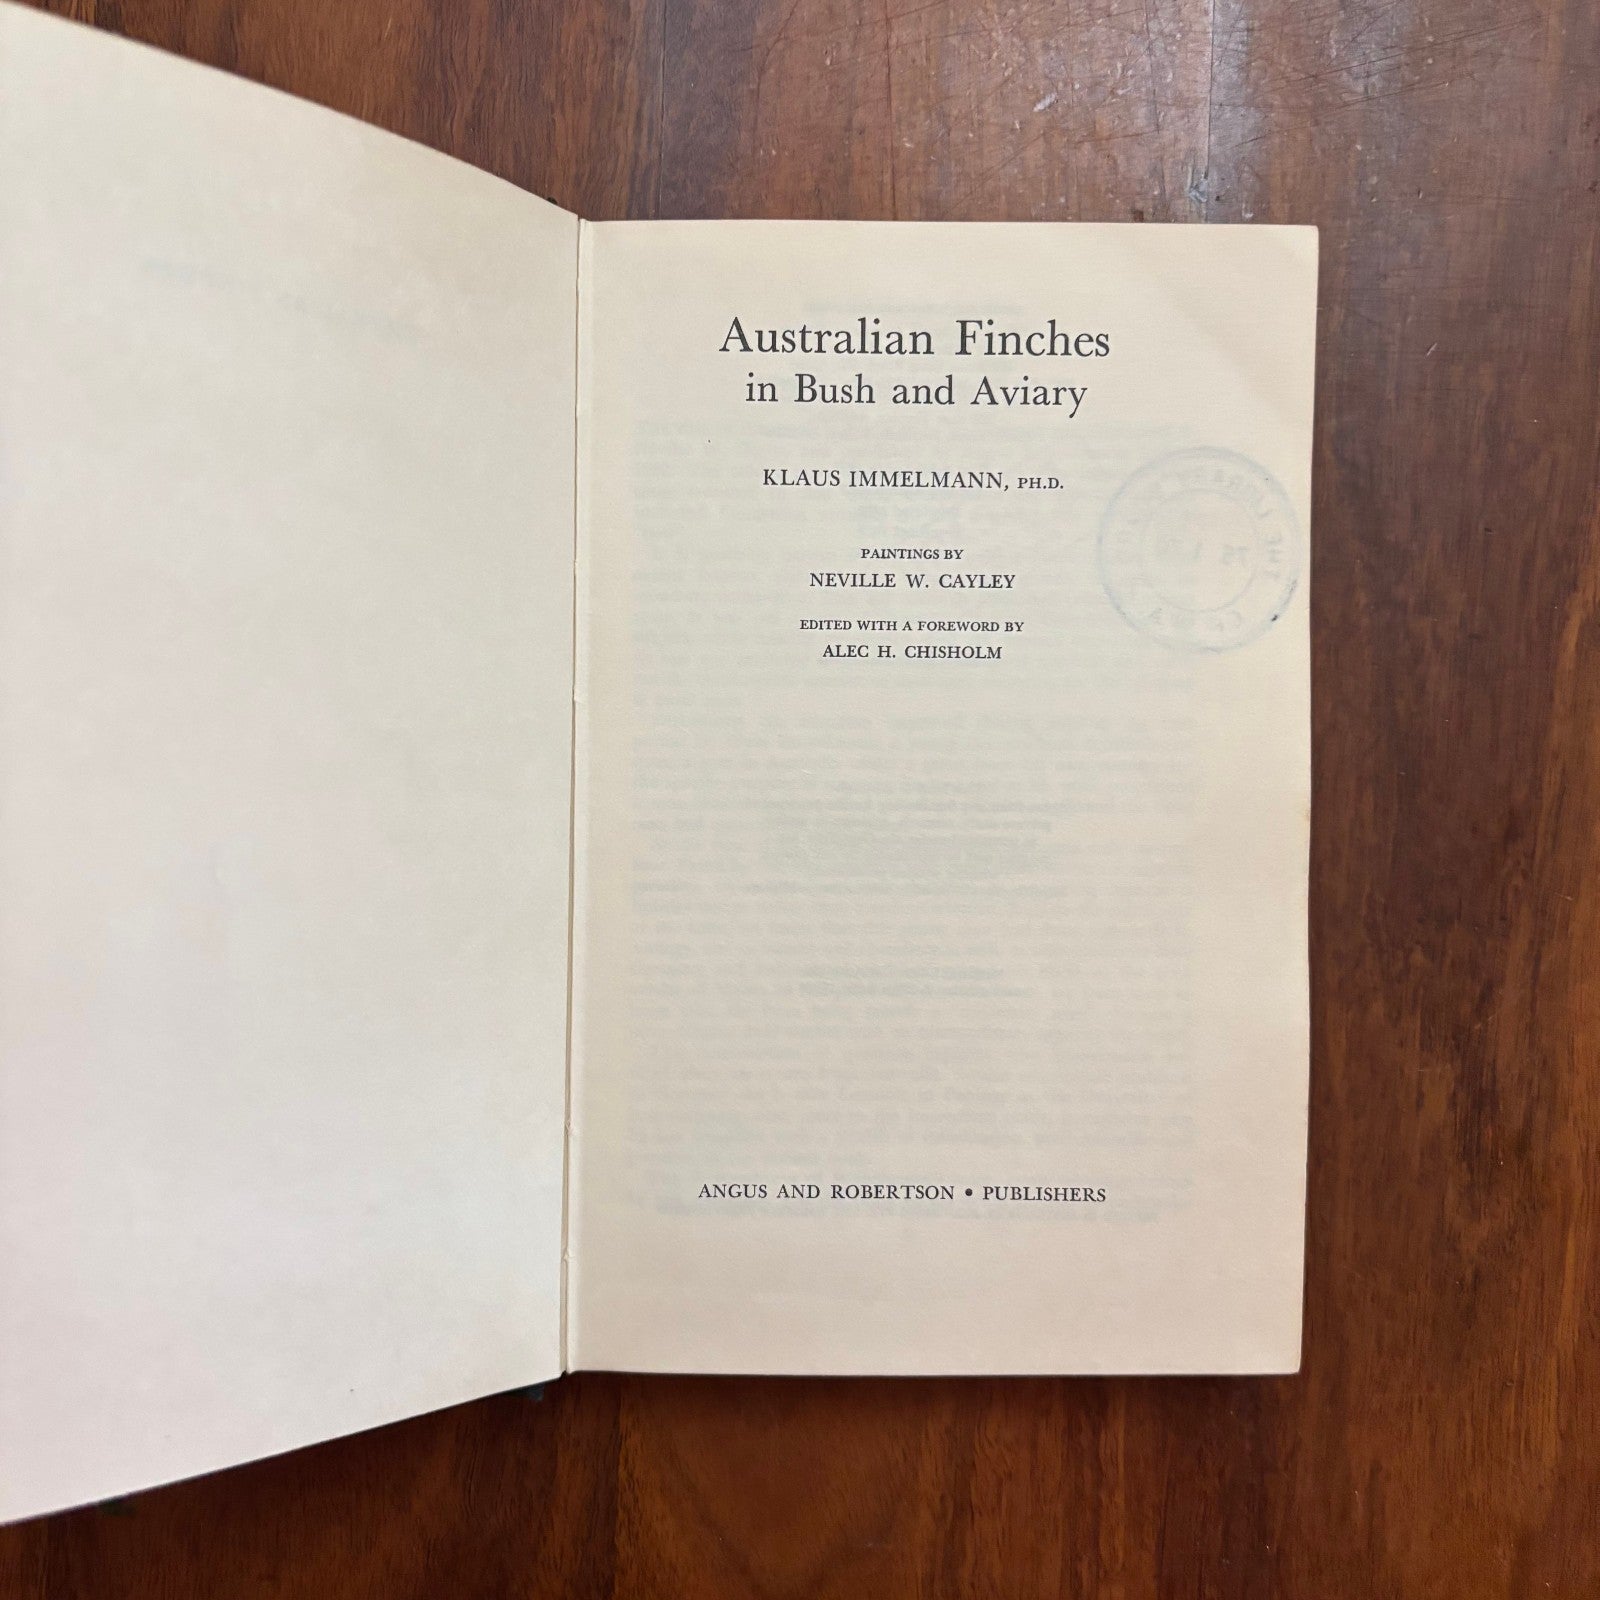 Australian Finches
in Bush and Aviary
KLAUS IMMELMANN, PH.D.
PAINTINGS BY
NEVILLE W. CAYLEY
EDITED WITH A FOREWORD BY
ALEC H. CHISHOLM
ANGUS AND ROBERTSON • PUBLISHERS